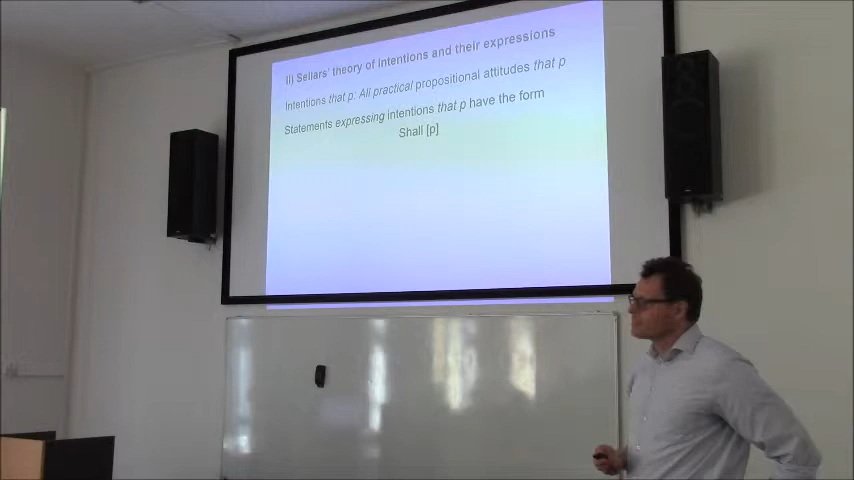 II) Sellars' theory of intentions and their expressions
Intentions that p: All practical propositional attitudes that p
Statements expressing intentions that p have the form
Shall [p]